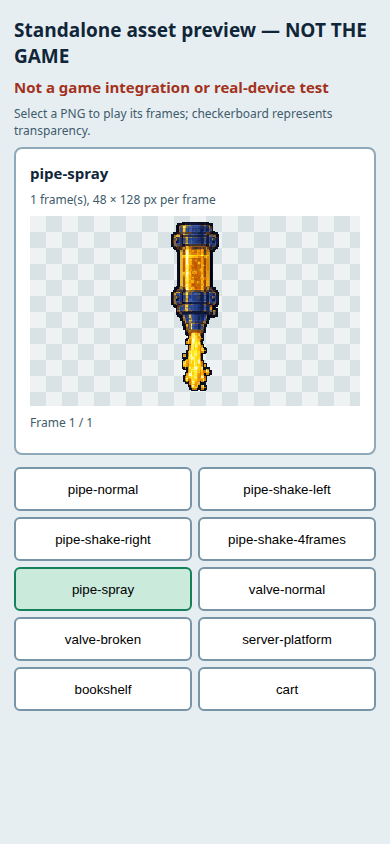 Standalone asset preview — NOT THE
GAME
Not a game integration or real-device test
Select a PNG to play its frames; checkerboard represents
transparency.
pipe-spray
1 frame(s), 48 × 128 px per frame
Frame 1 / 1
pipe-normal
pipe-shake-left
pipe-shake-right
pipe-shake-4frames
pipe-spray
valve-normal
valve-broken
server-platform
bookshelf
cart